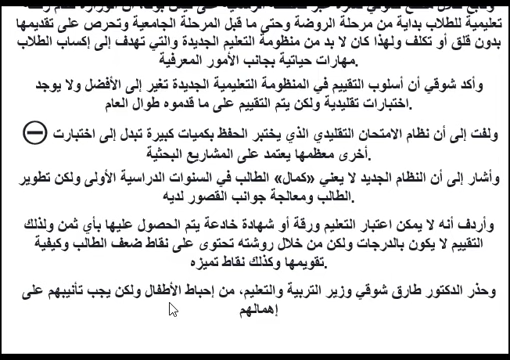 تعليمية للطلاب بداية من مرحلة الروضة وحتى ما قبل المرحلة الجامعية وتحرص على تقديمها
بدون قلق أو تكلف ولهذا كان لا بد من منظومة التعليم الجديدة والتي تهدف إلى إكساب الطلاب
مهارات حياتية بجانب الأمور المعرفية.
وأكد شوقي أن أسلوب التقييم في المنظومة التعليمية الجديدة تغير إلى الأفضل ولا يوجد
اختبارات تقليدية ولكن يتم التقييم على ما قدموه طوال العام.
ولفت إلى أن نظام الامتحان التقليدي الذي يختبر الحفظ بكميات كبيرة تبدل إلى اختبارت
أخرى معظمها يعتمد على المشاريع البحثية.
وأشار إلى أن النظام الجديد لا يعني «كمال» الطالب في السنوات الدراسية الأولى ولكن تطوير
الطالب ومعالجة جوانب القصور لديه.
وأردف أنه لا يمكن اعتبار التعليم ورقة أو شهادة خادعة يتم الحصول عليها بأي ثمن ولذلك
التقييم لا يكون بالدرجات ولكن من خلال روشته تحتوى على نقاط ضعف الطالب وكيفية
تقويمها وكذلك نقاط تميزه.
وحذر الدكتور طارق شوقي وزير التربية والتعليم، من إحباط الأطفال ولكن يجب تأنيبهم على
إهمالهم